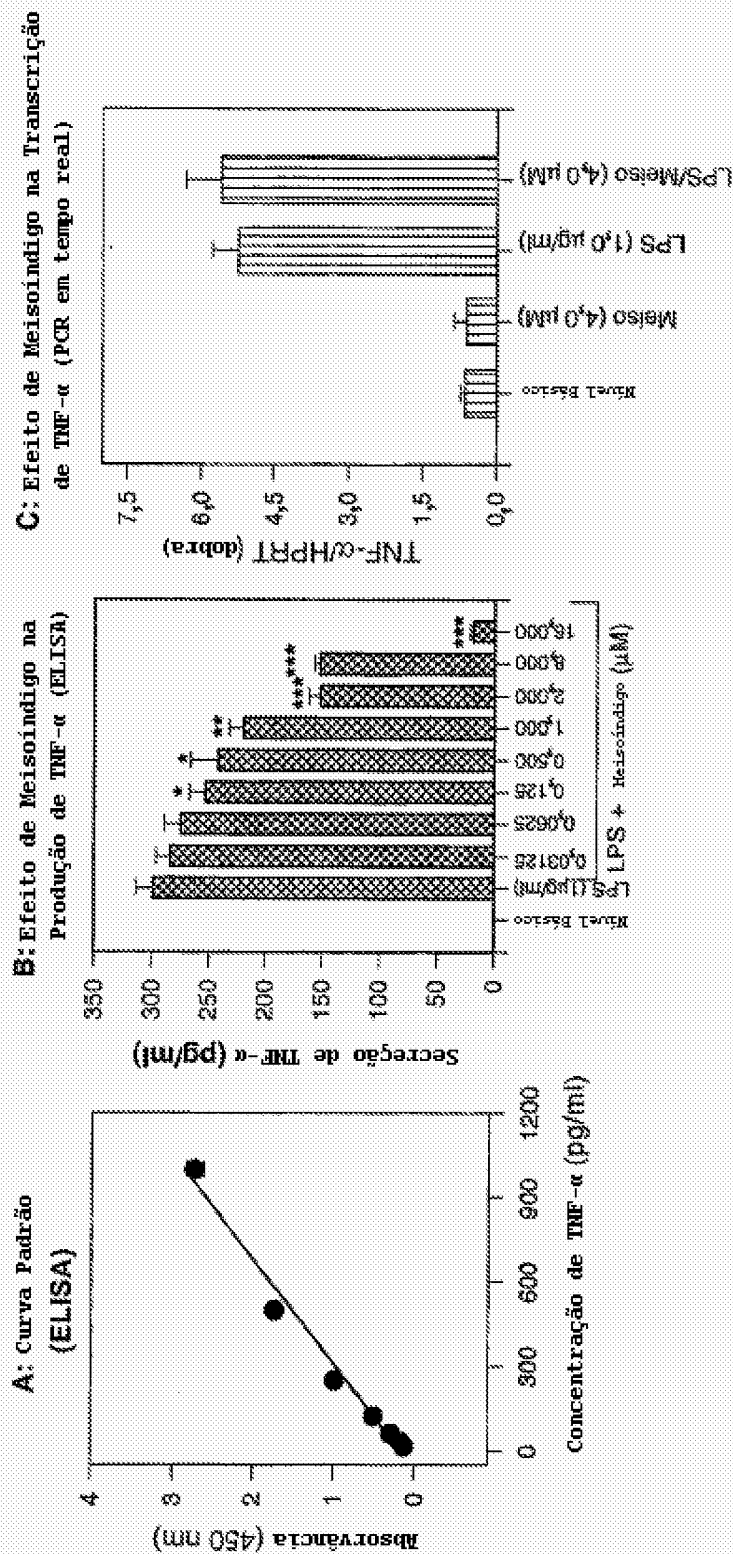 A: Curva Padrão
(ELISA)
Absorvância (450 nm)
4
3
2
1
0
0
300
600
900
1200
Concentração de TNF-α (pg/ml)
B: Efeito de Meisoíndigo na
Produção de TNF-α (ELISA)
Secreção de TNF-α (pg/ml)
350
300
250
200
150
100
50
0
*
*
**
***
***
***
Nível Básico
LPS (1µg/ml)
0,03125
0,0625
0,125
0,500
1,000
2,000
8,000
16,000
LPS + Meisoíndigo (µM)
C: Efeito de Meisoíndigo na Transcrição
de TNF-α (PCR em tempo real)
TNF-α/HPRT (dobra)
7,5
6,0
4,5
3,0
1,5
0,0
Nível Básico
Meiso (4,0 µM)
LPS (1,0 µg/ml)
LPS/Meiso (4,0 µM)